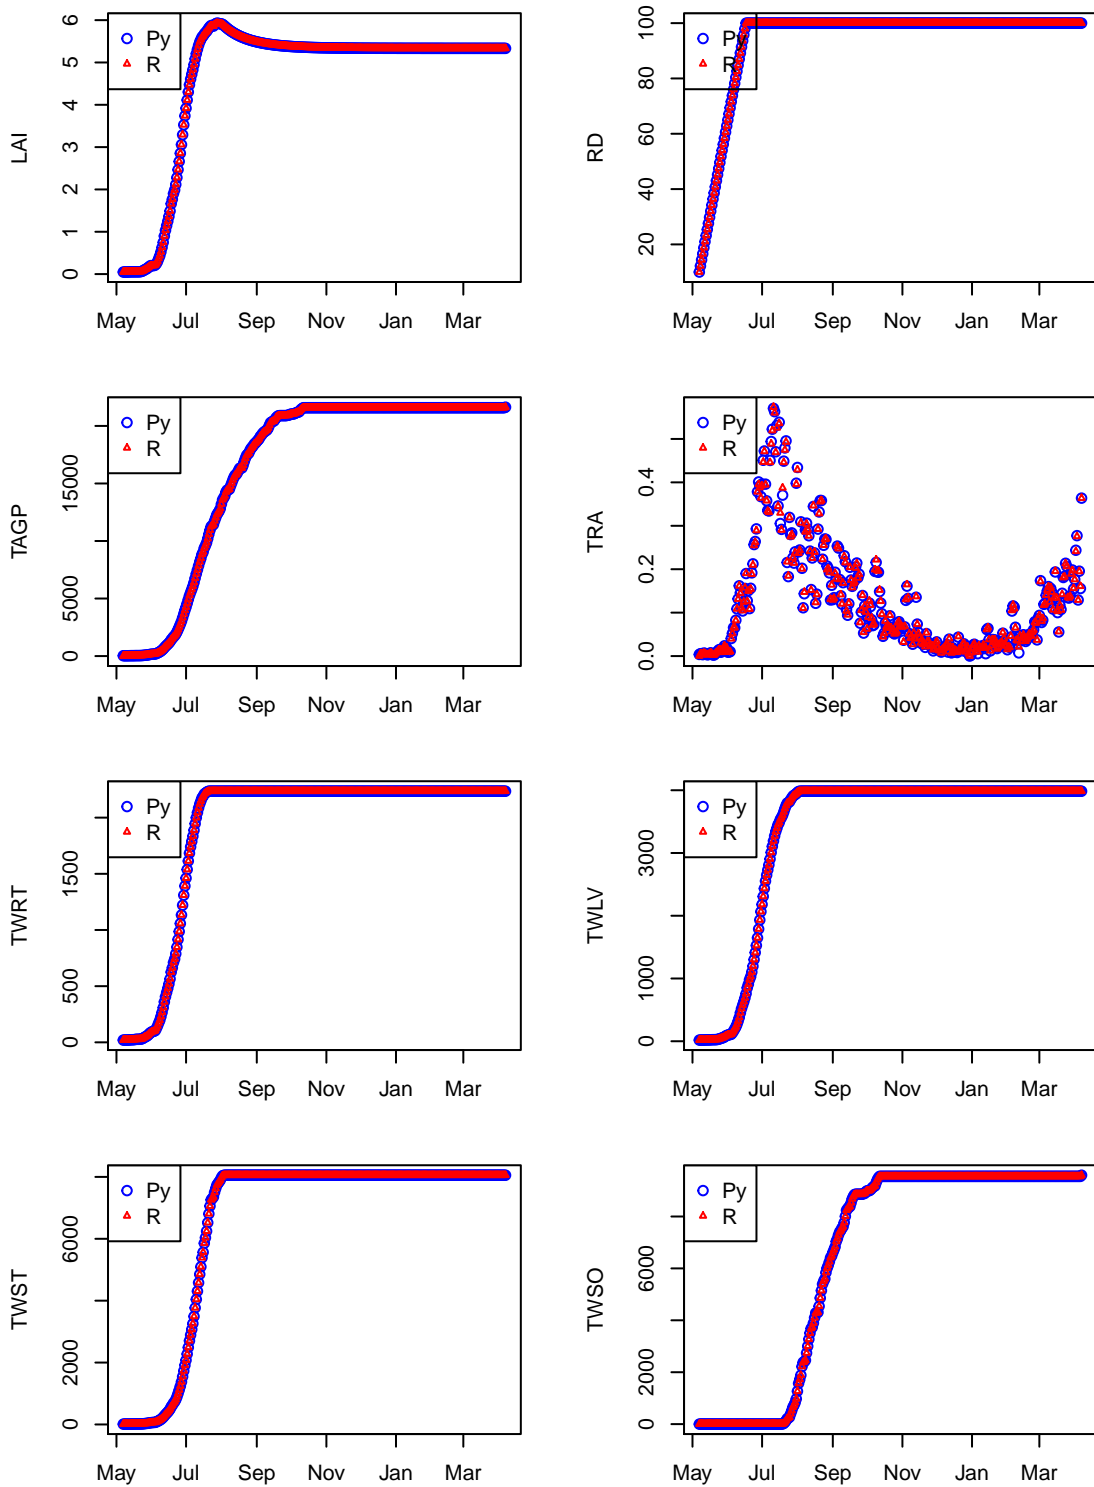 LAI
0
1
2
3
4
5
6
Py
R
May Jul Sep Nov Jan Mar
RD
20
40
60
80
100
Py
R
May Jul Sep Nov Jan Mar
TAGP
0
5000
15000
Py
R
May Jul Sep Nov Jan Mar
TRA
0.0
0.2
0.4
Py
R
May Jul Sep Nov Jan Mar
TWRT
0
500
1500
Py
R
May Jul Sep Nov Jan Mar
TWLV
0
1000
3000
Py
R
May Jul Sep Nov Jan Mar
TWST
0
2000
6000
Py
R
May Jul Sep Nov Jan Mar
TWSO
0
2000
6000
Py
R
May Jul Sep Nov Jan Mar